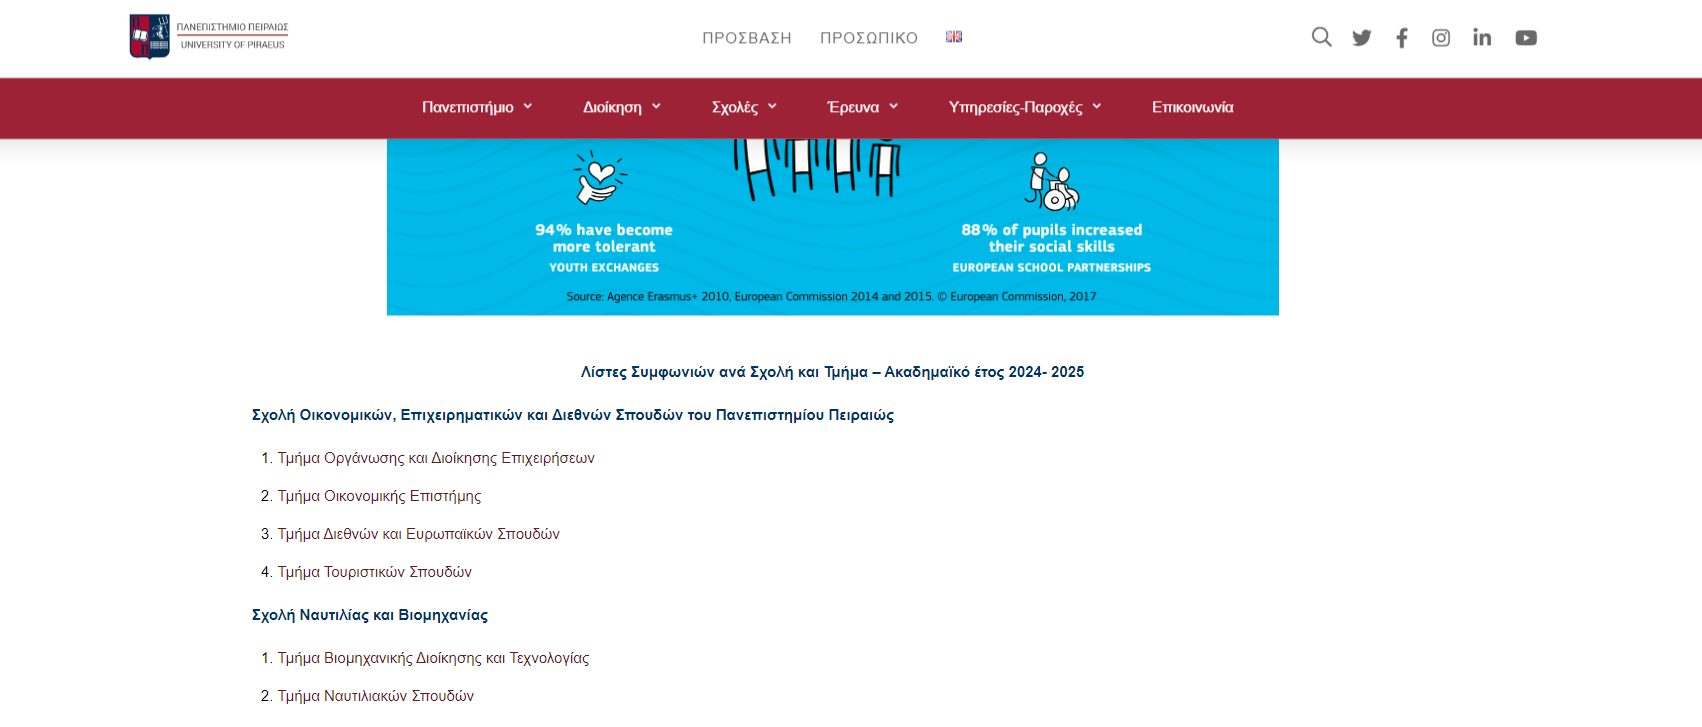 ΠΑΝΕΠΙΣΤΗΜΙΟ ΠΕΙΡΑΙΩΣ
UNIVERSITY OF PIRAEUS
ΠΡΟΣΒΑΣΗ ΠΡΟΣΩΠΙΚΟ
Πανεπιστήμιο Διοίκηση Σχολές Έρευνα Υπηρεσίες-Παροχές Επικοινωνία
94% have become
more tolerant
YOUTH EXCHANGES
88% of pupils increased
their social skills
EUROPEAN SCHOOL PARTNERSHIPS
Source: Agence Erasmus+ 2010, European Commission 2014 and 2015. © European Commission, 2017
Λίστες Συμφωνιών ανά Σχολή και Τμήμα – Ακαδημαϊκό έτος 2024- 2025
Σχολή Οικονομικών, Επιχειρηματικών και Διεθνών Σπουδών του Πανεπιστημίου Πειραιώς
1. Τμήμα Οργάνωσης και Διοίκησης Επιχειρήσεων
2. Τμήμα Οικονομικής Επιστήμης
3. Τμήμα Διεθνών και Ευρωπαϊκών Σπουδών
4. Τμήμα Τουριστικών Σπουδών
Σχολή Ναυτιλίας και Βιομηχανίας
1. Τμήμα Βιομηχανικής Διοίκησης και Τεχνολογίας
2. Τμήμα Ναυτιλιακών Σπουδών